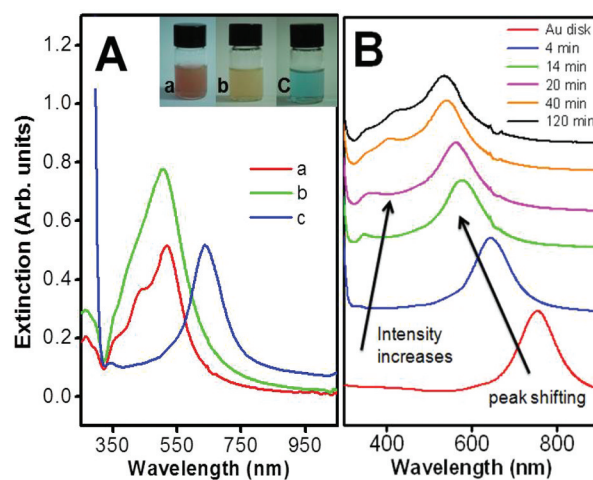 A
a b C
a
b
c
Extinction (Arb. units)
1.2
1.0
0.8
0.6
0.4
0.2
0.0
350 550 750 950
Wavelength (nm)
B
Au disk
4 min
14 min
20 min
40 min
120 min
Intensity
increases
peak shifting
400 600 800
Wavelength (nm)